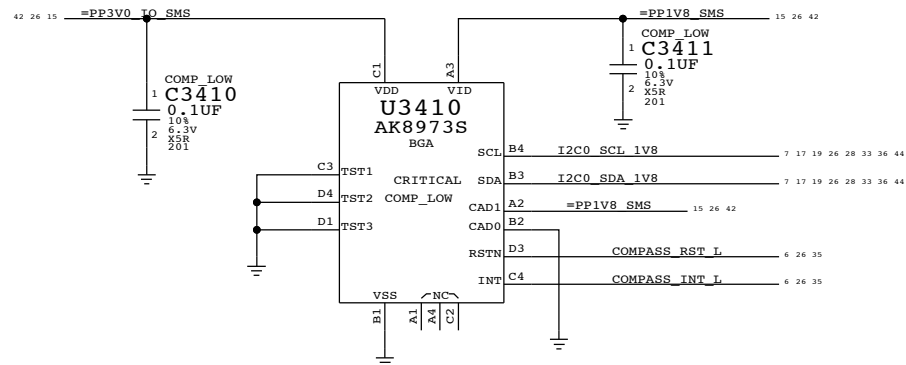 42 26 15 =PP3V0_IO_SMS
=PP1V8_SMS 15 26 42
COMP_LOW
1 C3410
0.1UF
10%
6.3V
2 X5R
201
COMP_LOW
1 C3411
0.1UF
10%
6.3V
2 X5R
201
C1
A3
VDD VID
U3410
AK8973S
BGA
CRITICAL
COMP_LOW
C3 TST1
D4 TST2
D1 TST3
SCL B4 I2C0_SCL_1V8 7 17 19 26 28 33 36 44
SDA B3 I2C0_SDA_1V8 7 17 19 26 28 33 36 44
CAD1 A2 =PP1V8_SMS 15 26 42
CAD0 B2
RSTN D3 COMPASS_RST_L 6 26 35
INT C4 COMPASS_INT_L 6 26 35
VSS NC
B1
A1
A4
C2